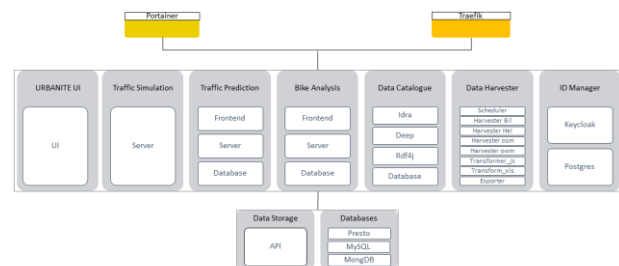 Portainer
Traefik
URBANITE UI
Traffic Simulation
Traffic Prediction
Bike Analysis
Data Catalogue
Data Harvester
ID Manager
UI
Server
Frontend
Server
Database
Frontend
Server
Database
Idra
Deep
Rdf4j
Database
Scheduler
Harvester Bil
Harvester Hel
Harvester osm
Harvester owm
Transformer_js
Transform_xls
Exporter
Keycloak
Postgres
Data Storage
API
Databases
Presto
MySQL
MongDB